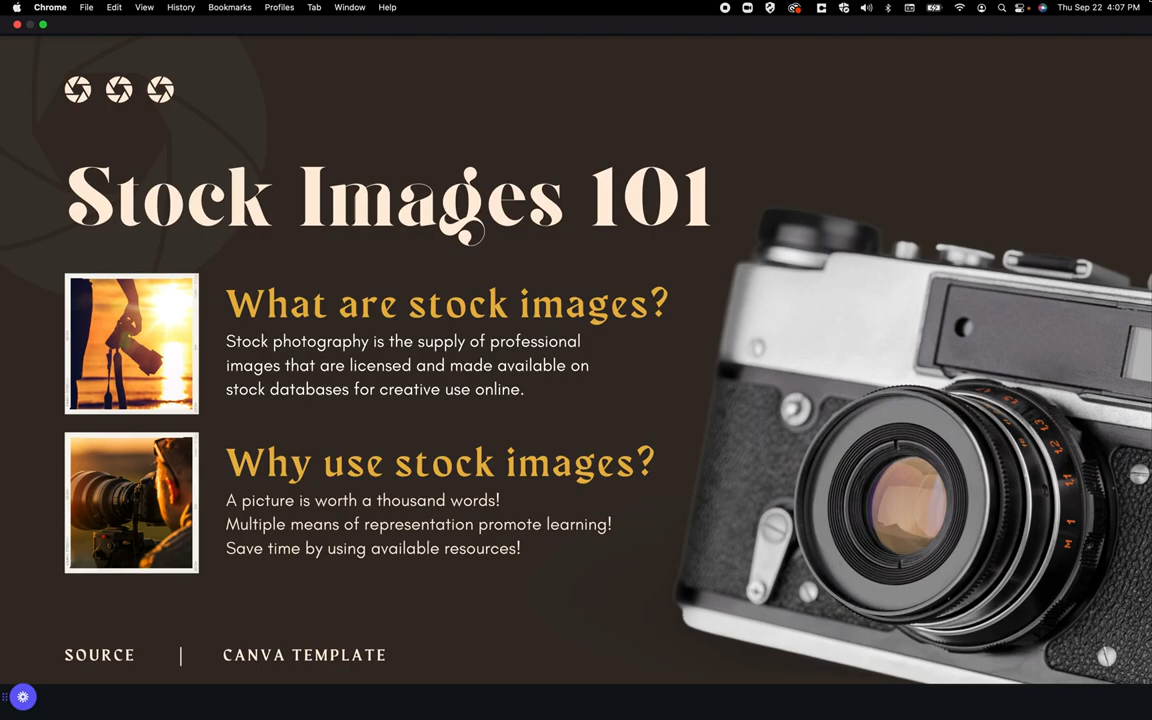 Chrome File Edit View History Bookmarks Profiles Tab Window Help Thu Sep 22 4:07 PM
Stock Images 101
What are stock images?
Stock photography is the supply of professional
images that are licensed and made available on
stock databases for creative use online.
Why use stock images?
A picture is worth a thousand words!
Multiple means of representation promote learning!
Save time by using available resources!
SOURCE | CANVA TEMPLATE